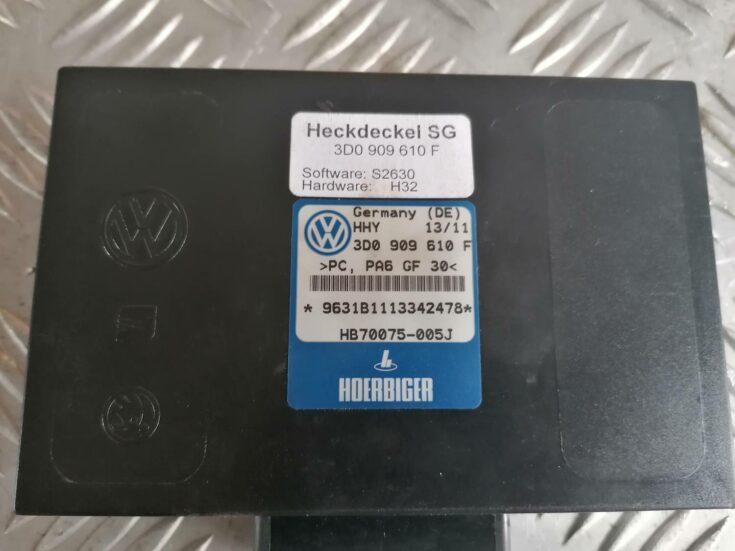 Heckdeckel SG
3D0 909 610 F
Software: S2630
Hardware: H32
Germany (DE)
HHY 13/11
3D0 909 610 F
>PC, PA6 GF 30<
* 9631B1113342478*
HB70075-005J
HOERBIGER